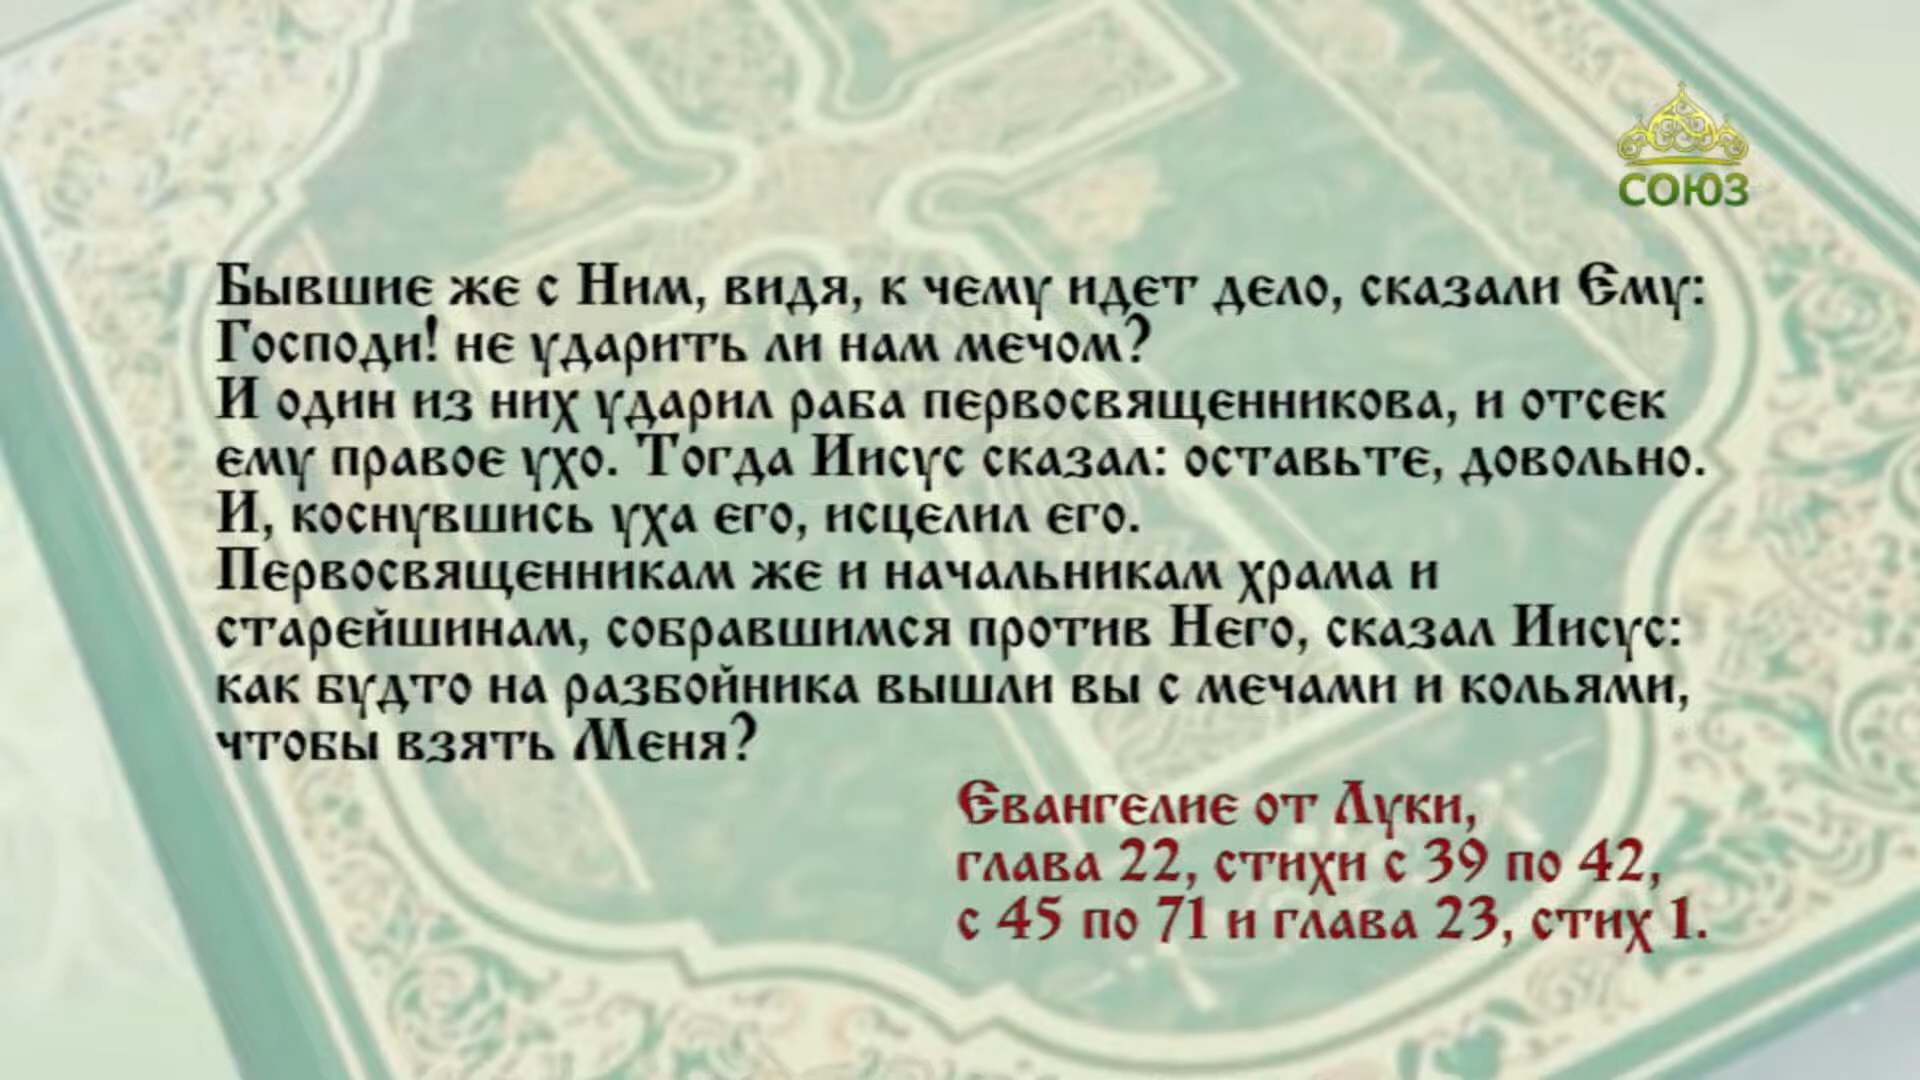 СОЮЗ
Бывшие же с Ним, видя, к чему идет дело, сказали Ему:
Господи! не ударить ли нам мечом?
И один из них ударил раба первосвященникова, и отсек
ему правое ухо. Тогда Иисус сказал: оставьте, довольно.
И, коснувшись уха его, исцелил его.
Первосвященникам же и начальникам храма и
старейшинам, собравшимся против Него, сказал Иисус:
как будто на разбойника вышли вы с мечами и кольями,
чтобы взять Меня?
Евангелие от Луки,
глава 22, стихи с 39 по 42,
с 45 по 71 и глава 23, стих 1.